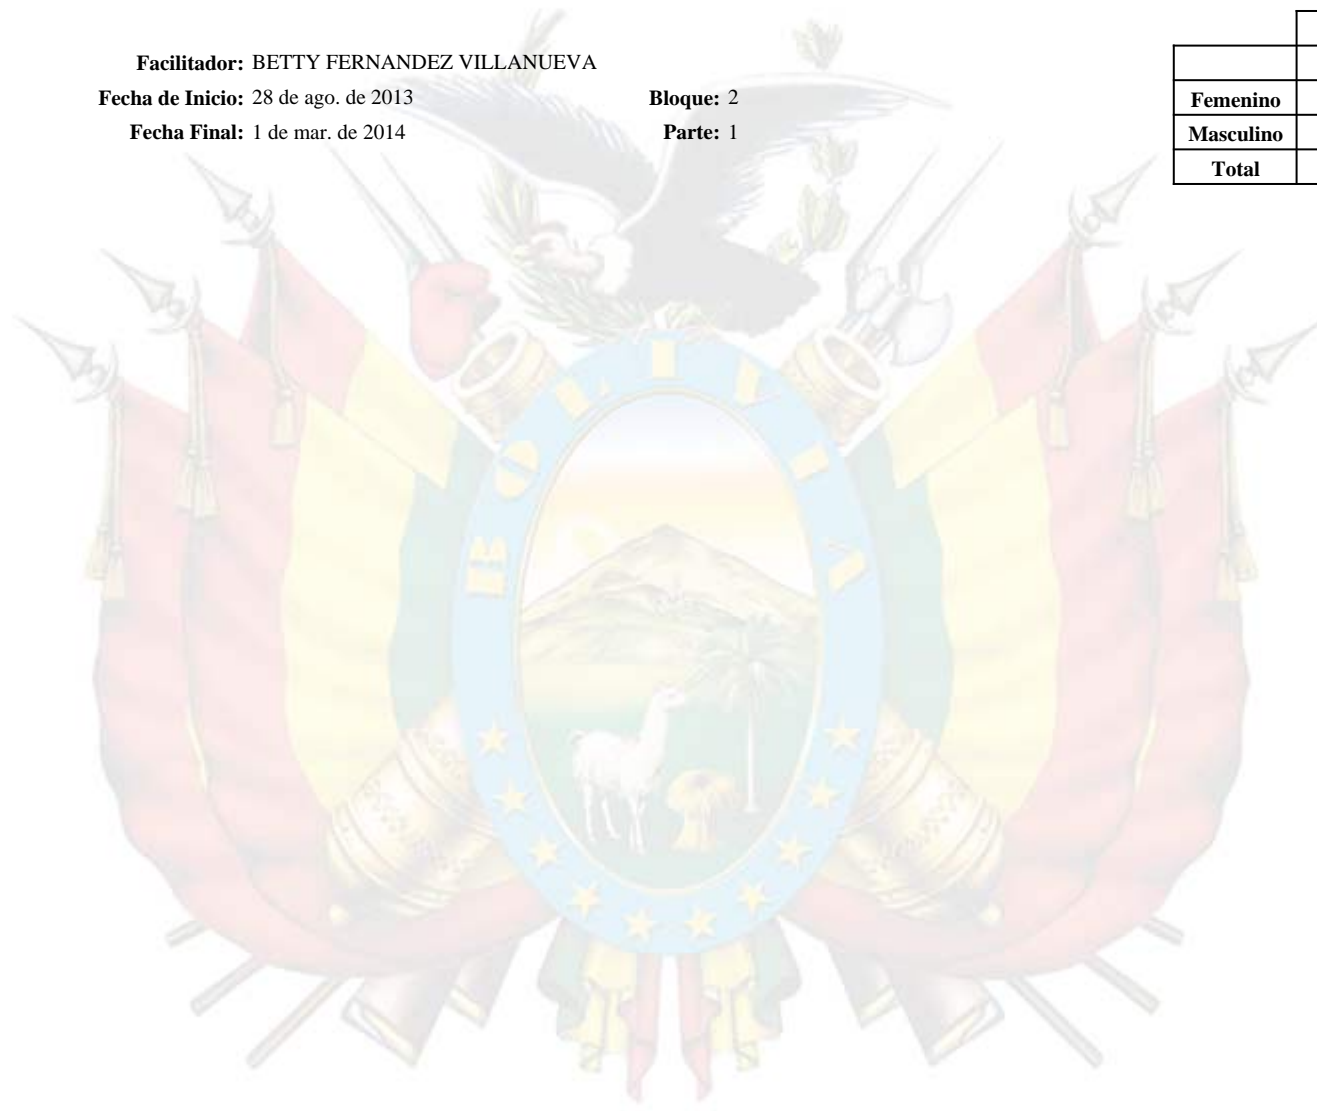 Facilitador: BETTY FERNANDEZ VILLANUEVA
Fecha de Inicio: 28 de ago. de 2013 Bloque: 2
Fecha Final: 1 de mar. de 2014 Parte: 1
Femenino
Masculino
Total
BOLIVIA